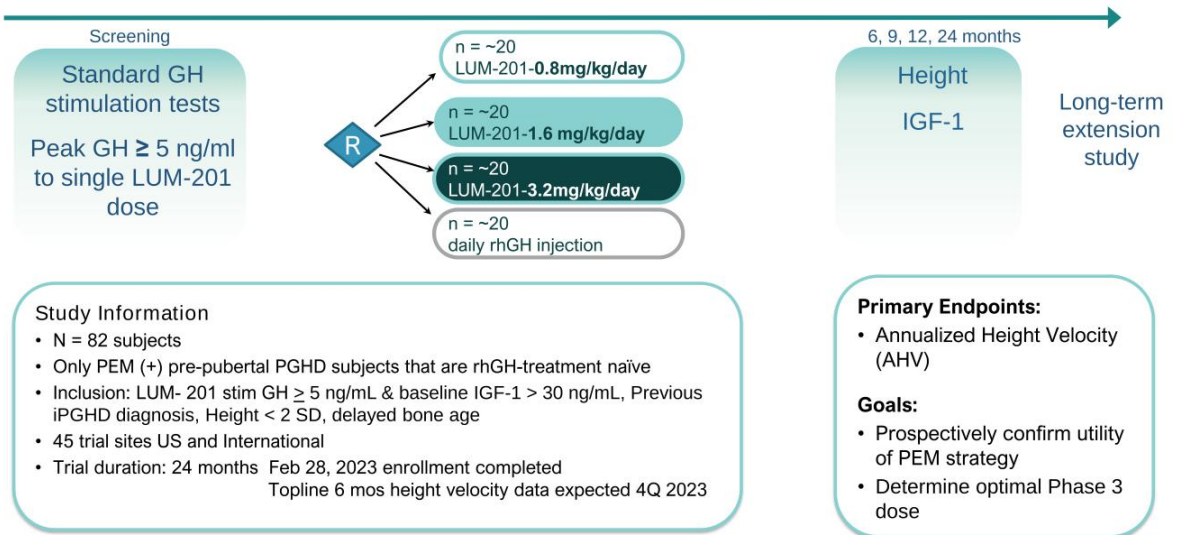 Screening
Standard GH
stimulation tests
Peak GH ≥ 5 ng/ml
to single LUM-201
dose
R
n = ~20
LUM-201-0.8mg/kg/day
n = ~20
LUM-201-1.6 mg/kg/day
n = ~20
LUM-201-3.2mg/kg/day
n = ~20
daily rhGH injection
6, 9, 12, 24 months
Height
IGF-1
Long-term
extension
study
Study Information
• N = 82 subjects
• Only PEM (+) pre-pubertal PGHD subjects that are rhGH-treatment naïve
• Inclusion: LUM- 201 stim GH ≥ 5 ng/mL & baseline IGF-1 > 30 ng/mL, Previous
iPGHD diagnosis, Height < 2 SD, delayed bone age
• 45 trial sites US and International
• Trial duration: 24 months Feb 28, 2023 enrollment completed
Topline 6 mos height velocity data expected 4Q 2023
Primary Endpoints:
• Annualized Height Velocity
(AHV)
Goals:
• Prospectively confirm utility
of PEM strategy
• Determine optimal Phase 3
dose